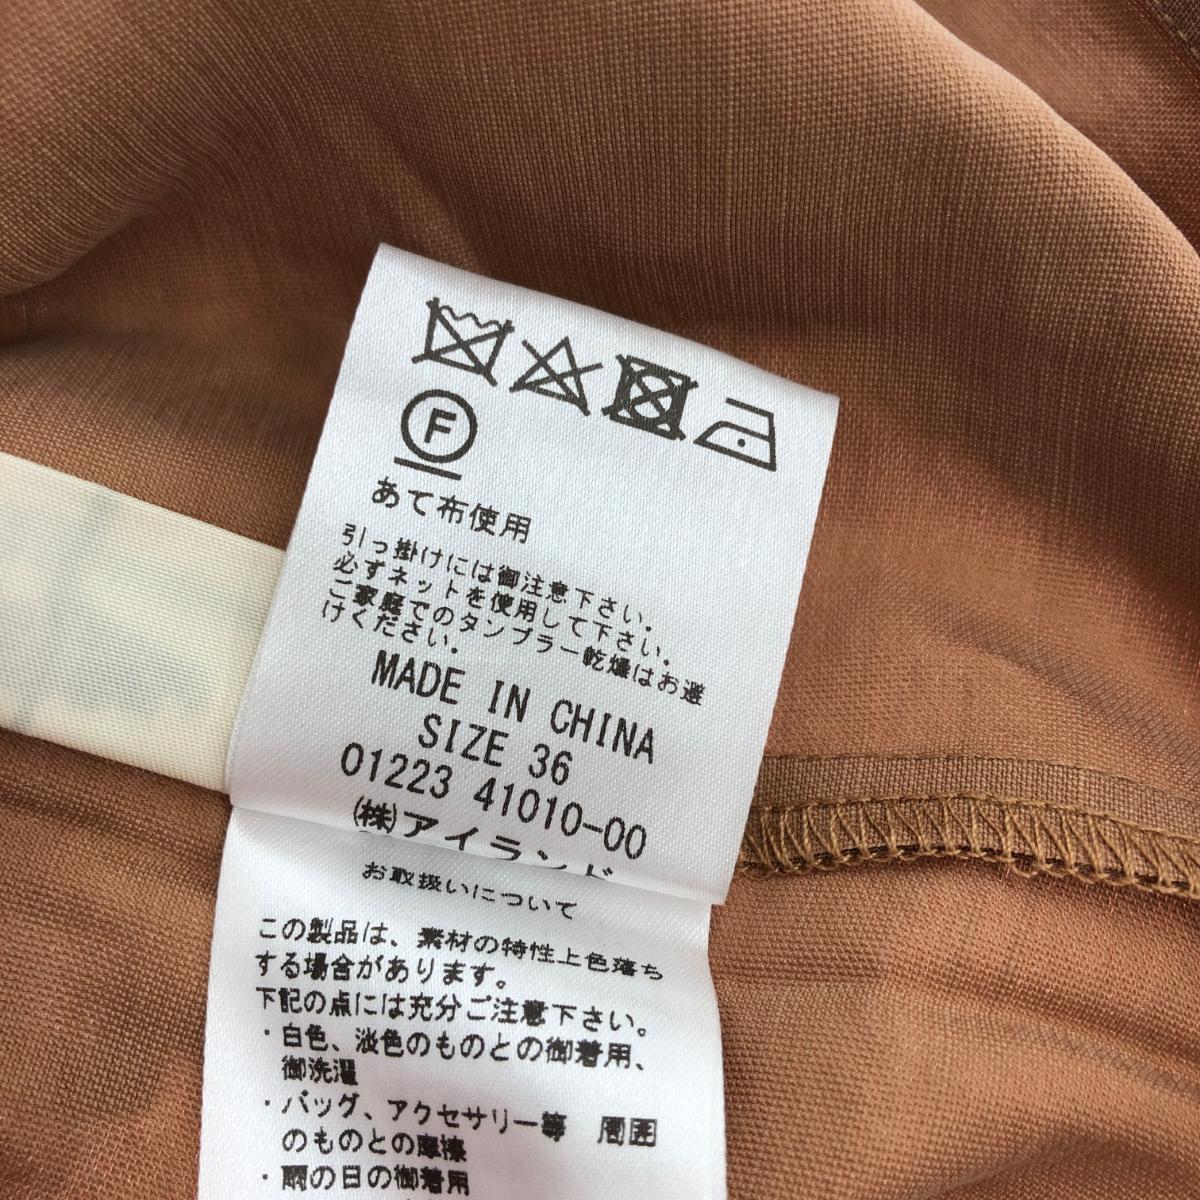 F
あて布使用
引っ掛けには御注意下さい。
必ずネットを使用して下さい。
ご家庭でのタンブラー乾燥はお避
けください。
MADE IN CHINA
SIZE 36
01223 41010-00
(株)アイランド
お取扱いについて
この製品は、素材の特性上色落ち
する場合があります。
下記の点には充分ご注意下さい。
・白色、淡色のものとの御着用、
御洗濯
・バッグ、アクセサリー等 周囲
のものとの摩擦
・雨の日の御着用